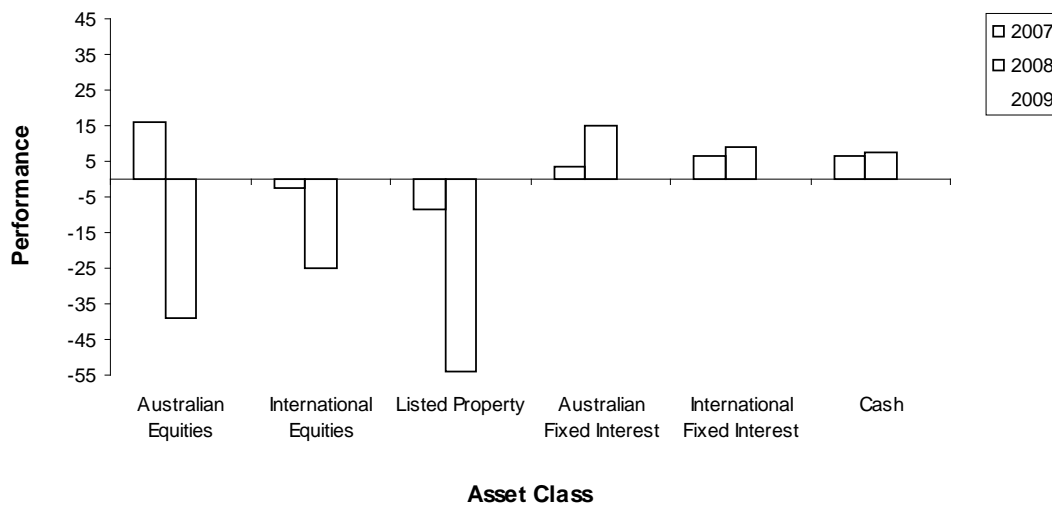 45
35
25
15
5
-5
-15
-25
-35
-45
-55
Performance
Australian Equities
International Equities
Listed Property
Australian Fixed Interest
International Fixed Interest
Cash
Asset Class
2007
2008
2009